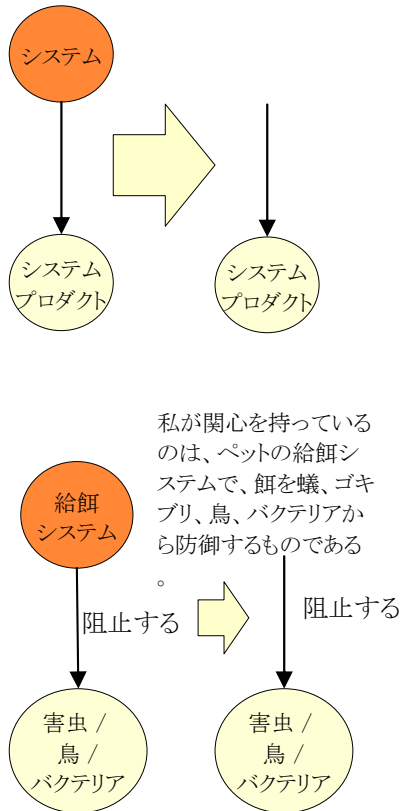 システム
システム
プロダクト
システム
プロダクト
私が関心を持っている
のは、ペットの給餌シ
ステムで、餌を蟻、ゴキ
ブリ、鳥、バクテリアか
ら防御するものである
。
給餌
システム
阻止する
阻止する
害虫 /
鳥 /
バクテリア
害虫 /
鳥 /
バクテリア